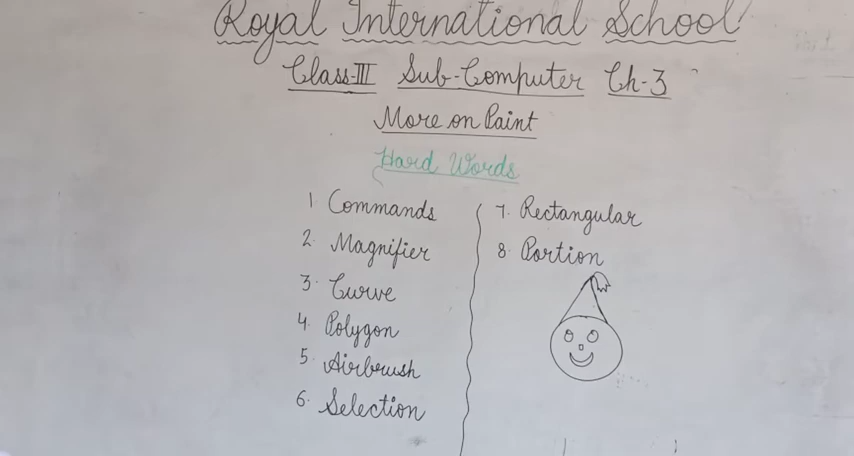 Royal International School
Class-III Sub-Computer Ch-3
More on Paint
Hard Words
1 Commands
2. Magnifier
3. Curve
4. Polygon
5. Airbrush
6. Selection
7. Rectangular
8. Portion